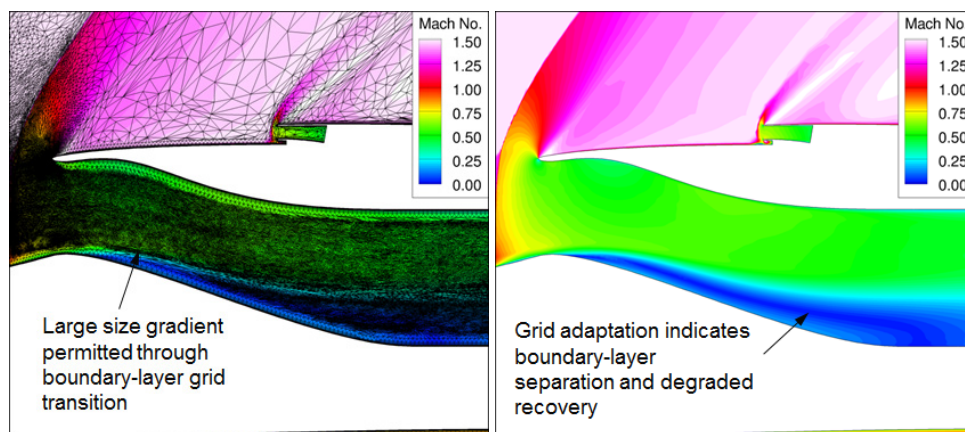 Mach No.
1.50
1.25
1.00
0.75
0.50
0.25
0.00
Large size gradient
permitted through
boundary-layer grid
transition
Mach No.
1.50
1.25
1.00
0.75
0.50
0.25
0.00
Grid adaptation indicates
boundary-layer
separation and degraded
recovery